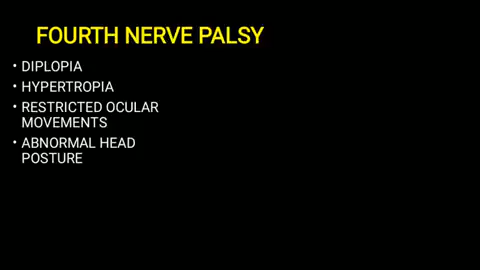 FOURTH NERVE PALSY
• DIPLOPIA
• HYPERTROPIA
• RESTRICTED OCULAR
MOVEMENTS
• ABNORMAL HEAD
POSTURE